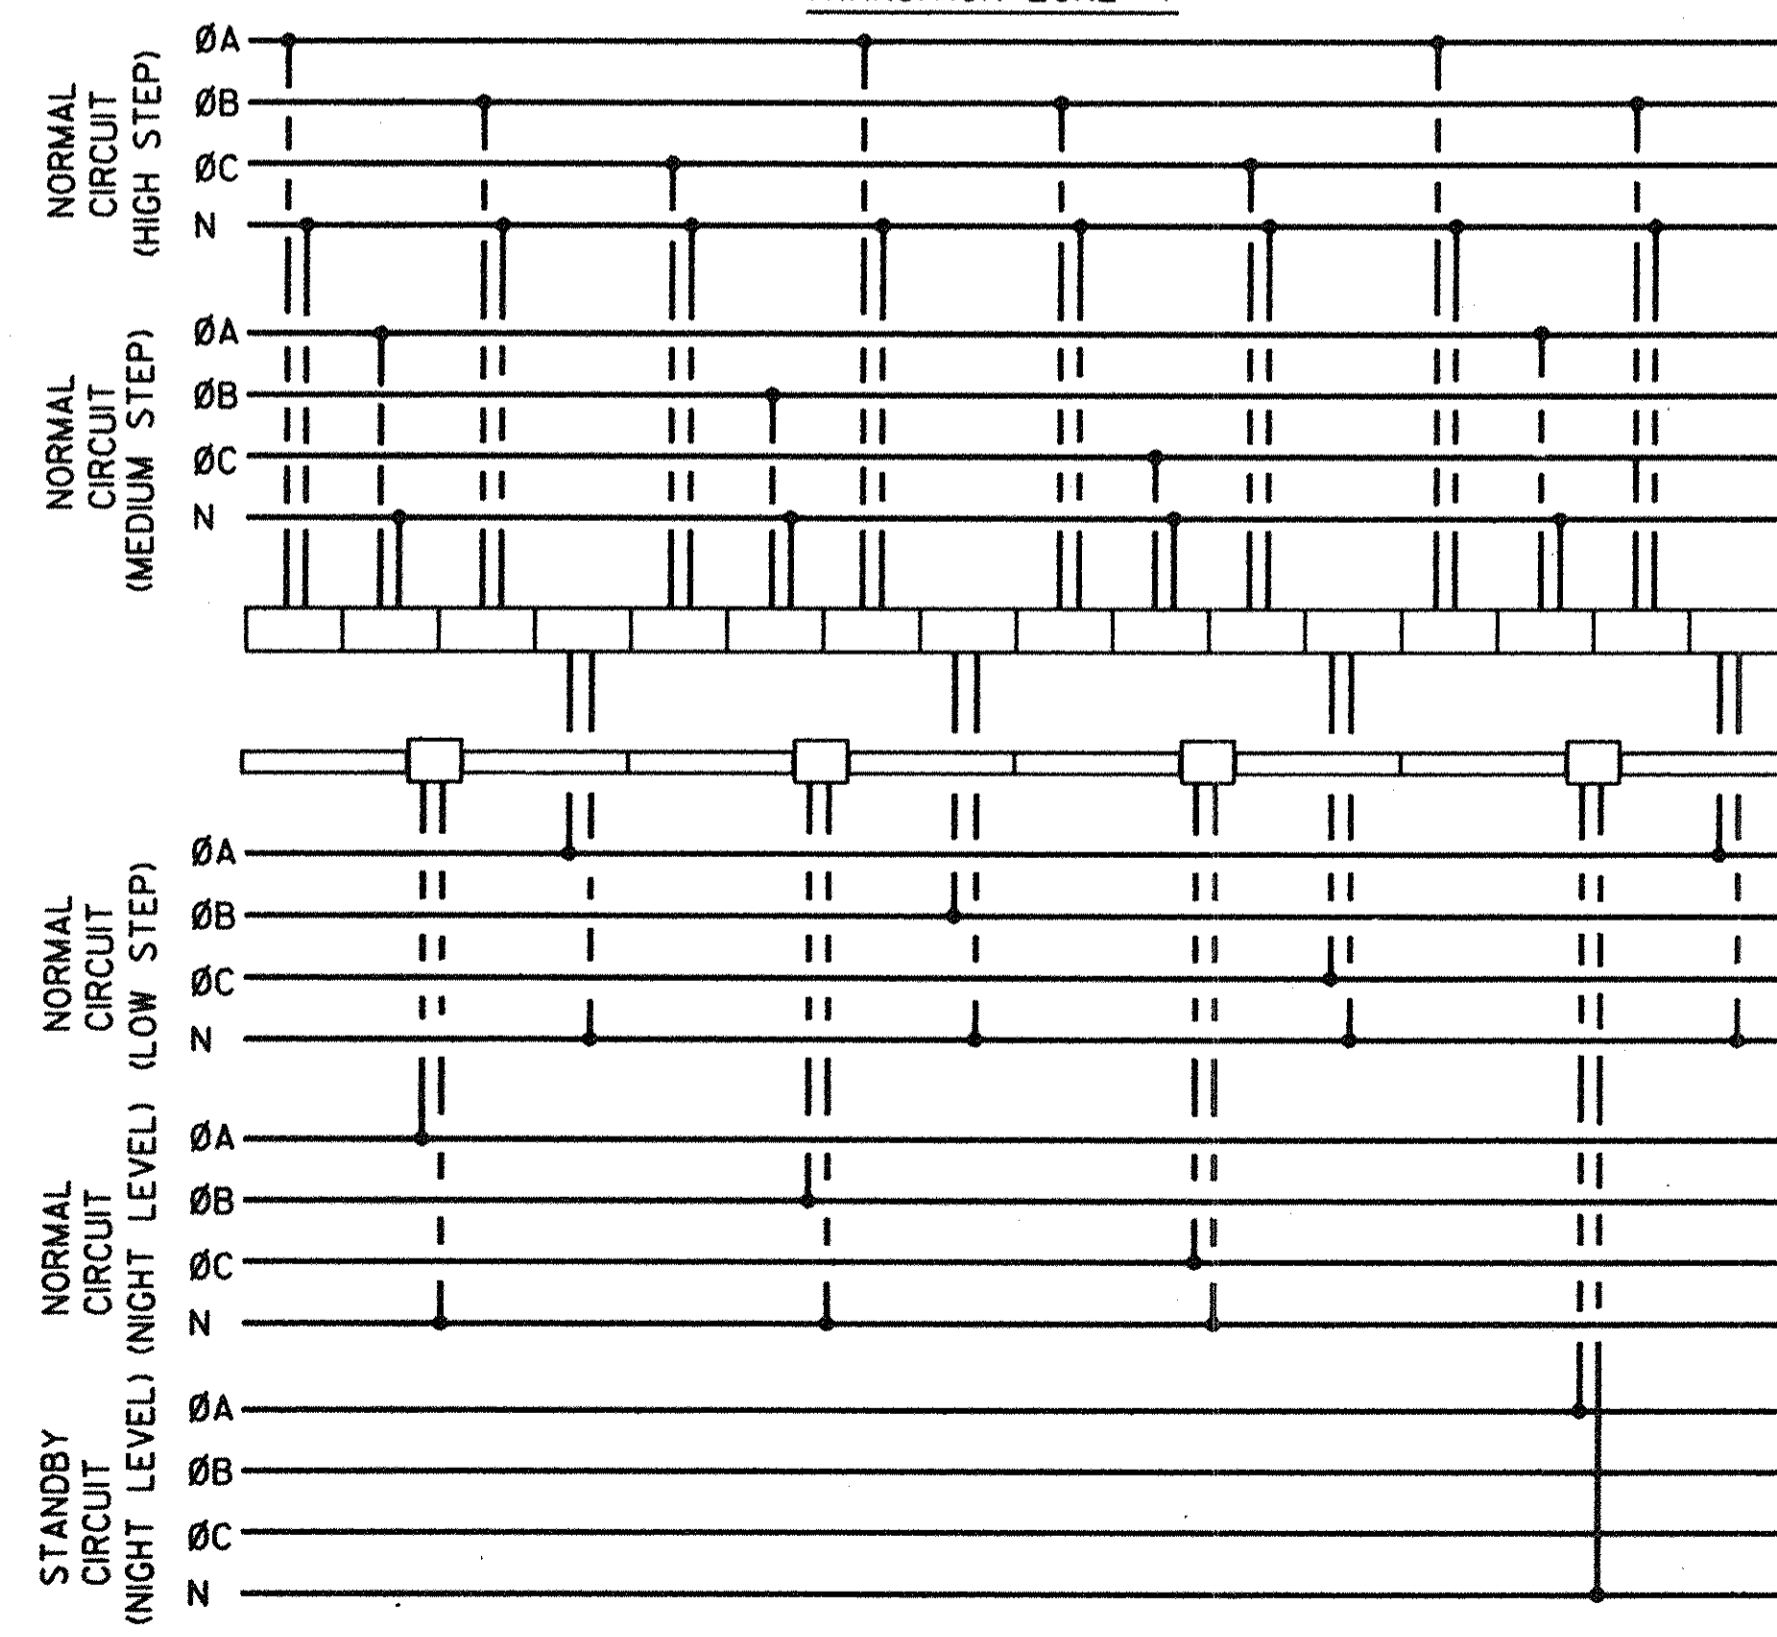 NORMAL
CIRCUIT
(HIGH STEP)
ØA
ØB
ØC
N
NORMAL
CIRCUIT
(MEDIUM STEP)
ØA
ØB
ØC
N
NORMAL
CIRCUIT
(LOW STEP)
ØA
ØB
ØC
N
NORMAL
CIRCUIT
(NIGHT LEVEL)
ØA
ØB
ØC
N
STANDBY
CIRCUIT
(NIGHT LEVEL)
ØA
ØB
ØC
N